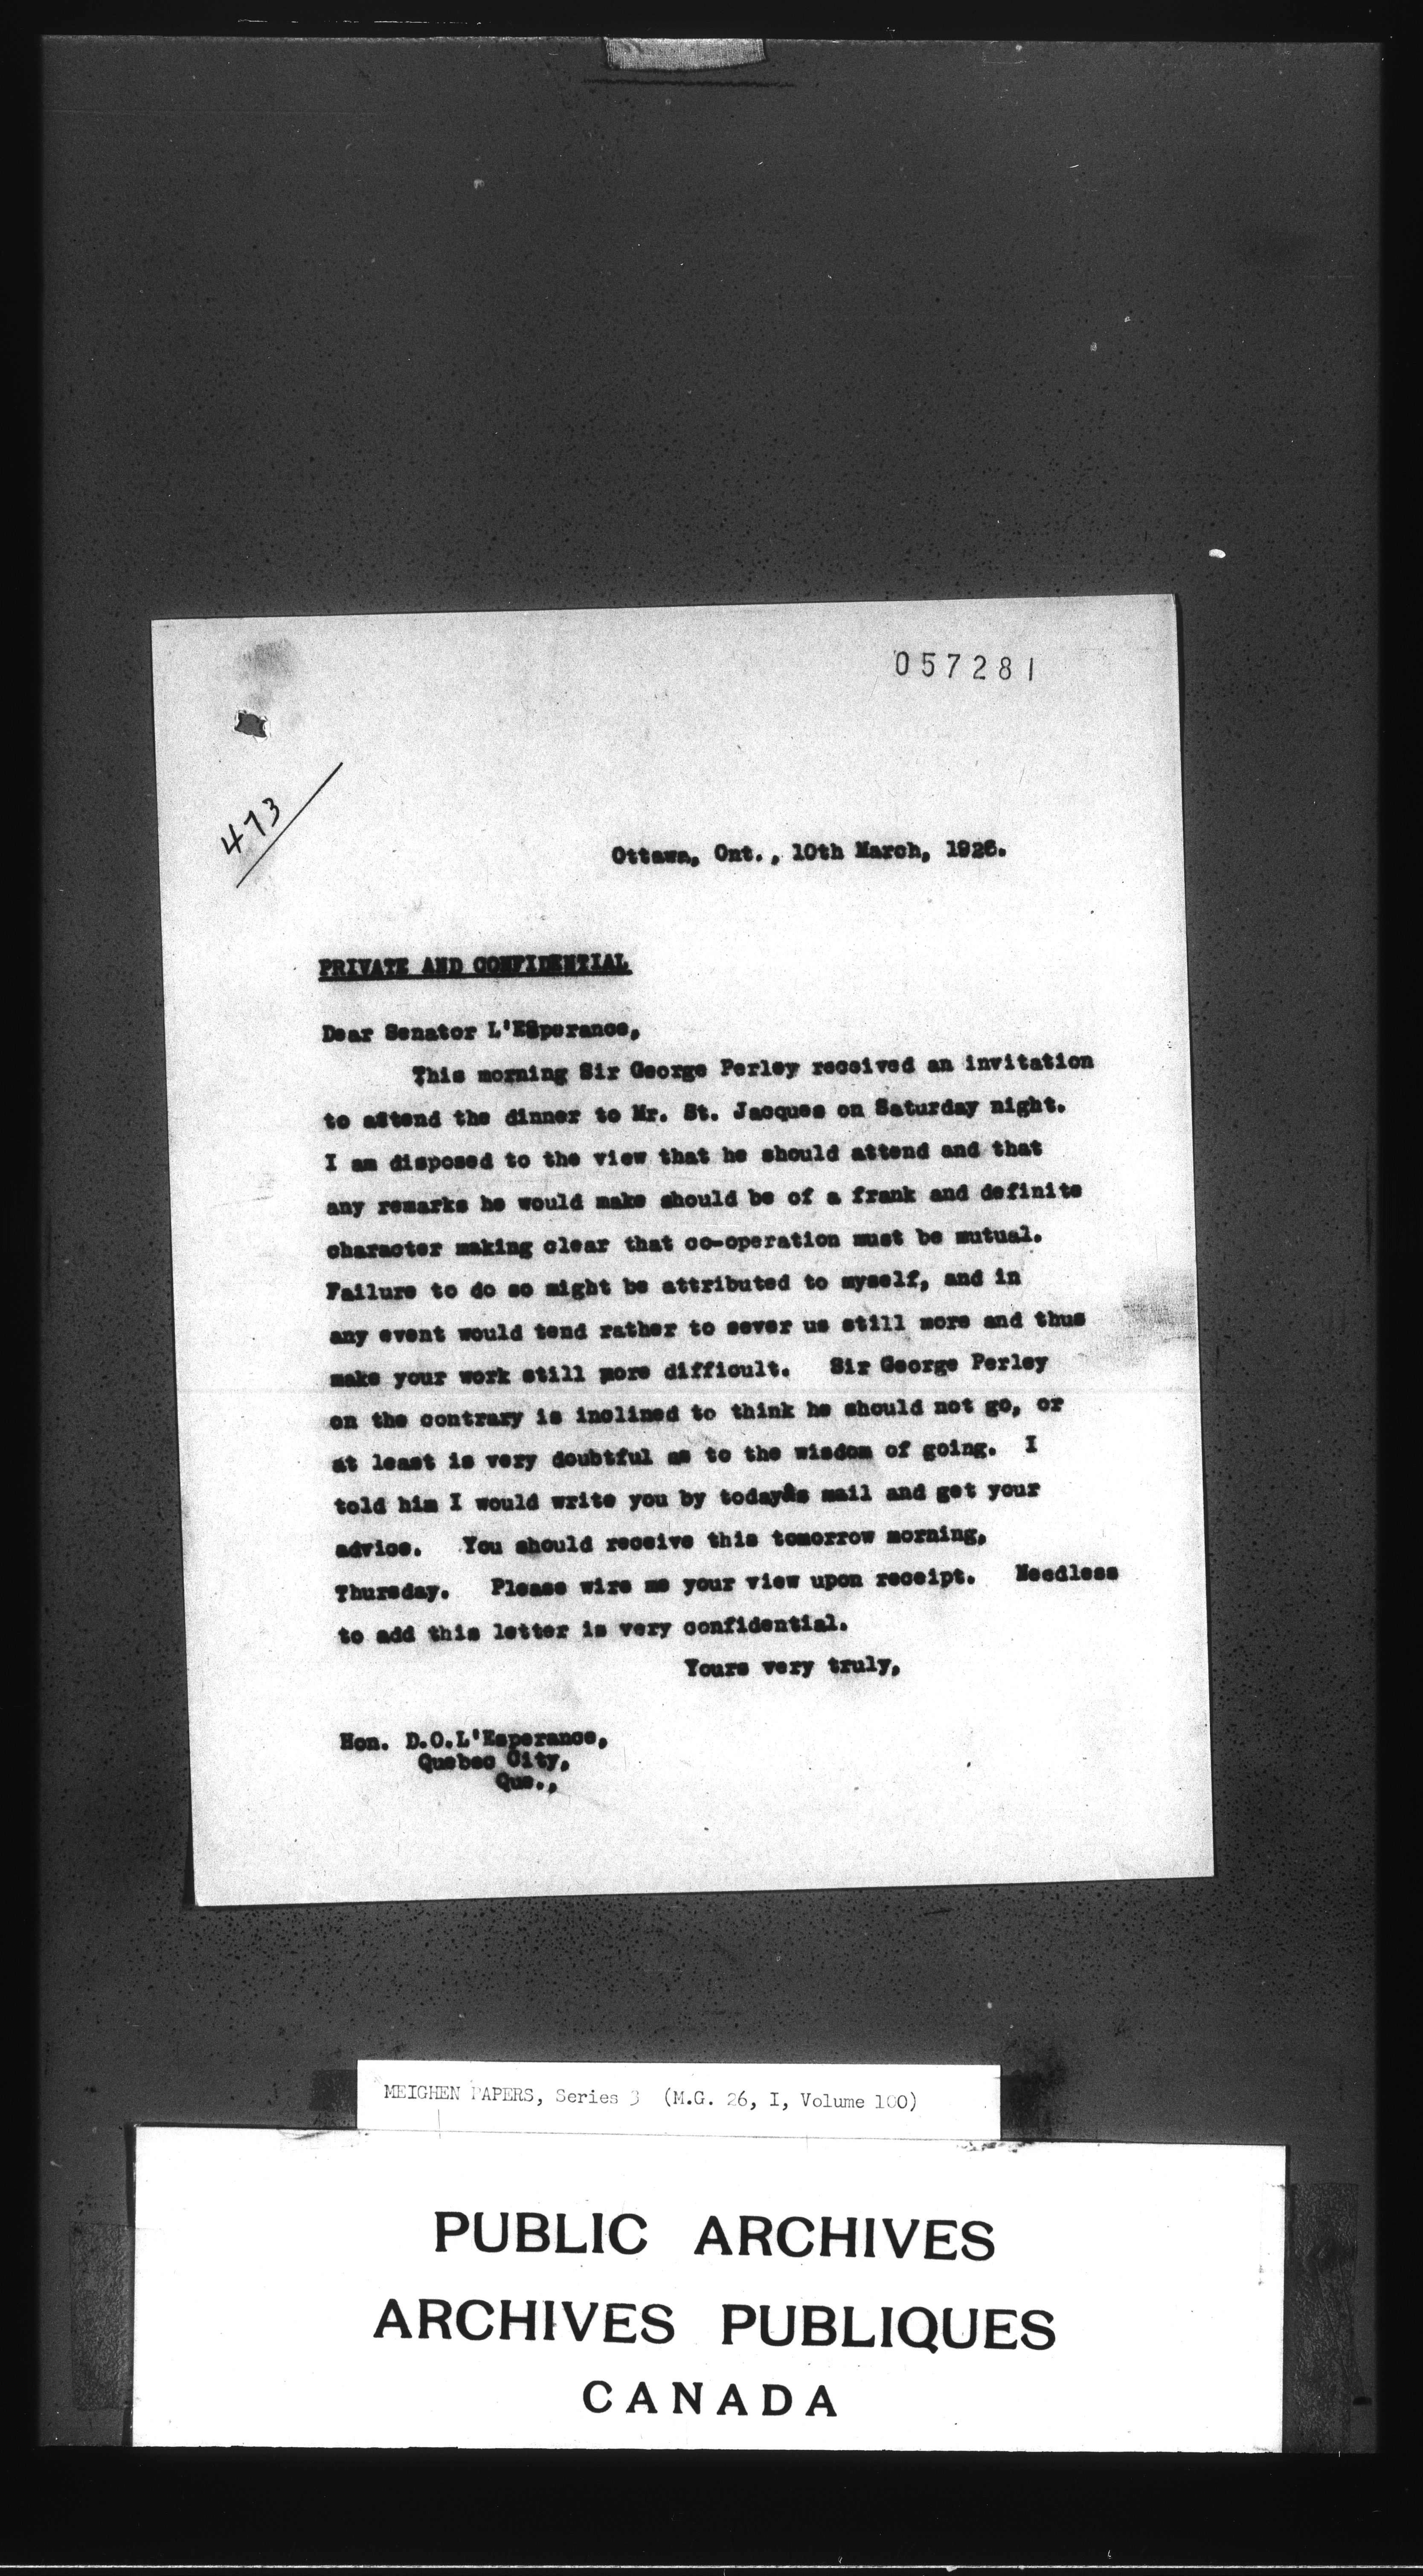 057281
473
Ottawa, Ont., 10th March, 1926.
PRIVATE AND CONFIDENTIAL
Dear Senator L'ESperance,
This morning Sir George Perley received an invitation
to attend the dinner to Mr. St. Jacques on Saturday night.
I am disposed to the view that he should attend and that
any remarks he would make should be of a frank and definite
character making clear that co-operation must be mutual.
Failure to do so might be attributed to myself, and in
any event would tend rather to sever us still more and thus
make your work still more difficult. Sir George Perley
on the contrary is inclined to think he should not go, or
at least is very doubtful as to the wisdom of going. I
told him I would write you by today's mail and get your
advice. You should receive this tomorrow morning,
Thursday. Please wire me your view upon receipt. Needless
to add this letter is very confidential.
Yours very truly,
Hon. D.O.L'Esperance,
Quebec City,
Que.,
MEIGHEN PAPERS, Series 3 (M.G. 26, I, Volume 100)
PUBLIC ARCHIVES
ARCHIVES PUBLIQUES
CANADA